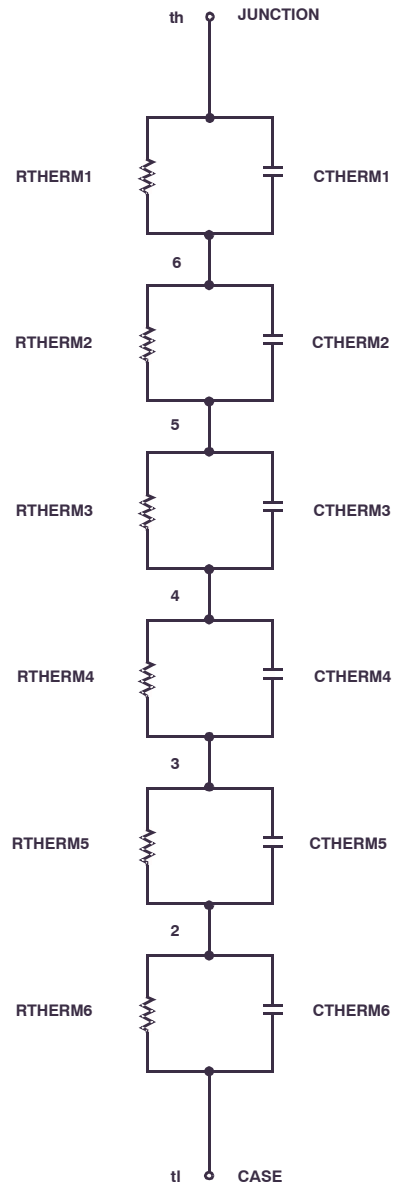 th JUNCTION
RTHERM1 CTHERM1
6
RTHERM2 CTHERM2
5
RTHERM3 CTHERM3
4
RTHERM4 CTHERM4
3
RTHERM5 CTHERM5
2
RTHERM6 CTHERM6
tl CASE